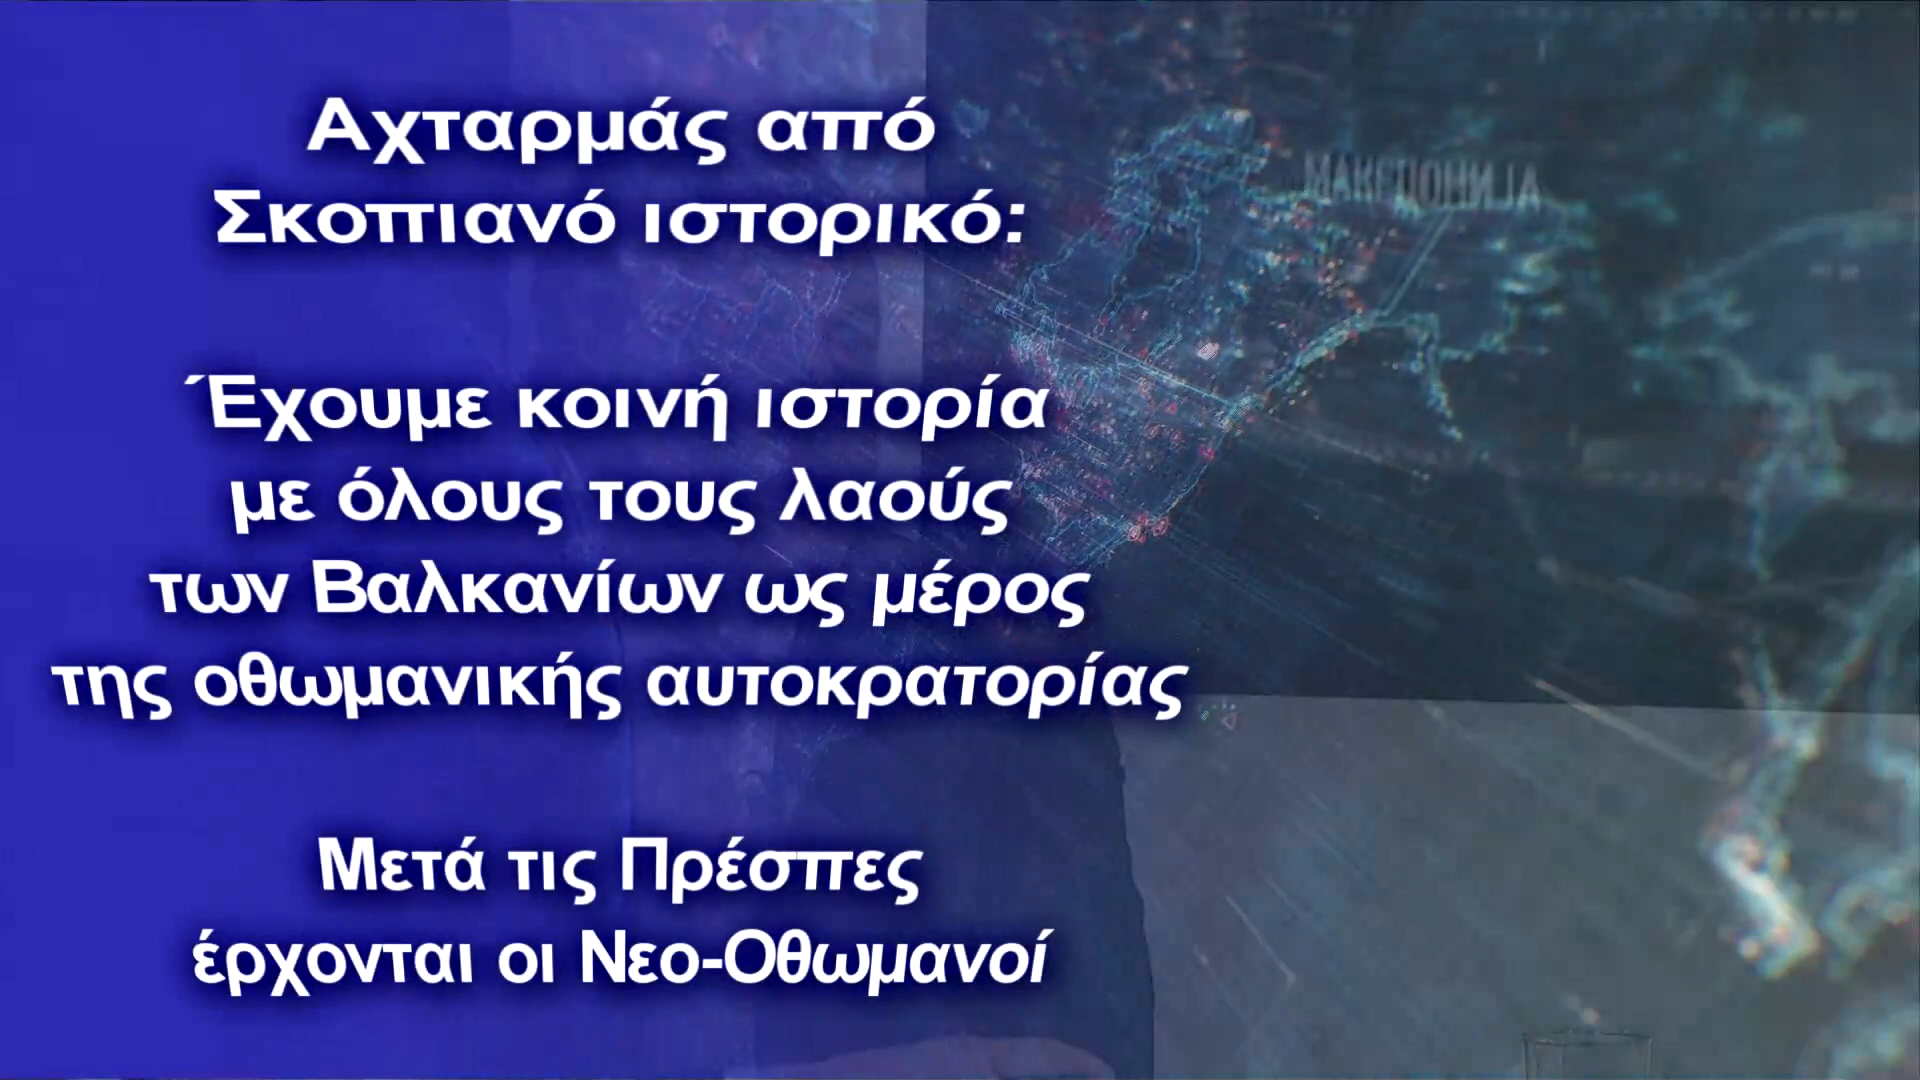 Αχταρμάς από
Σκοπιανό ιστορικό:
Έχουμε κοινή ιστορία
με όλους τους λαούς
των Βαλκανίων ως μέρος
της οθωμανικής αυτοκρατορίας
Μετά τις Πρέσπες
έρχονται οι Νεο-Οθωμανοί